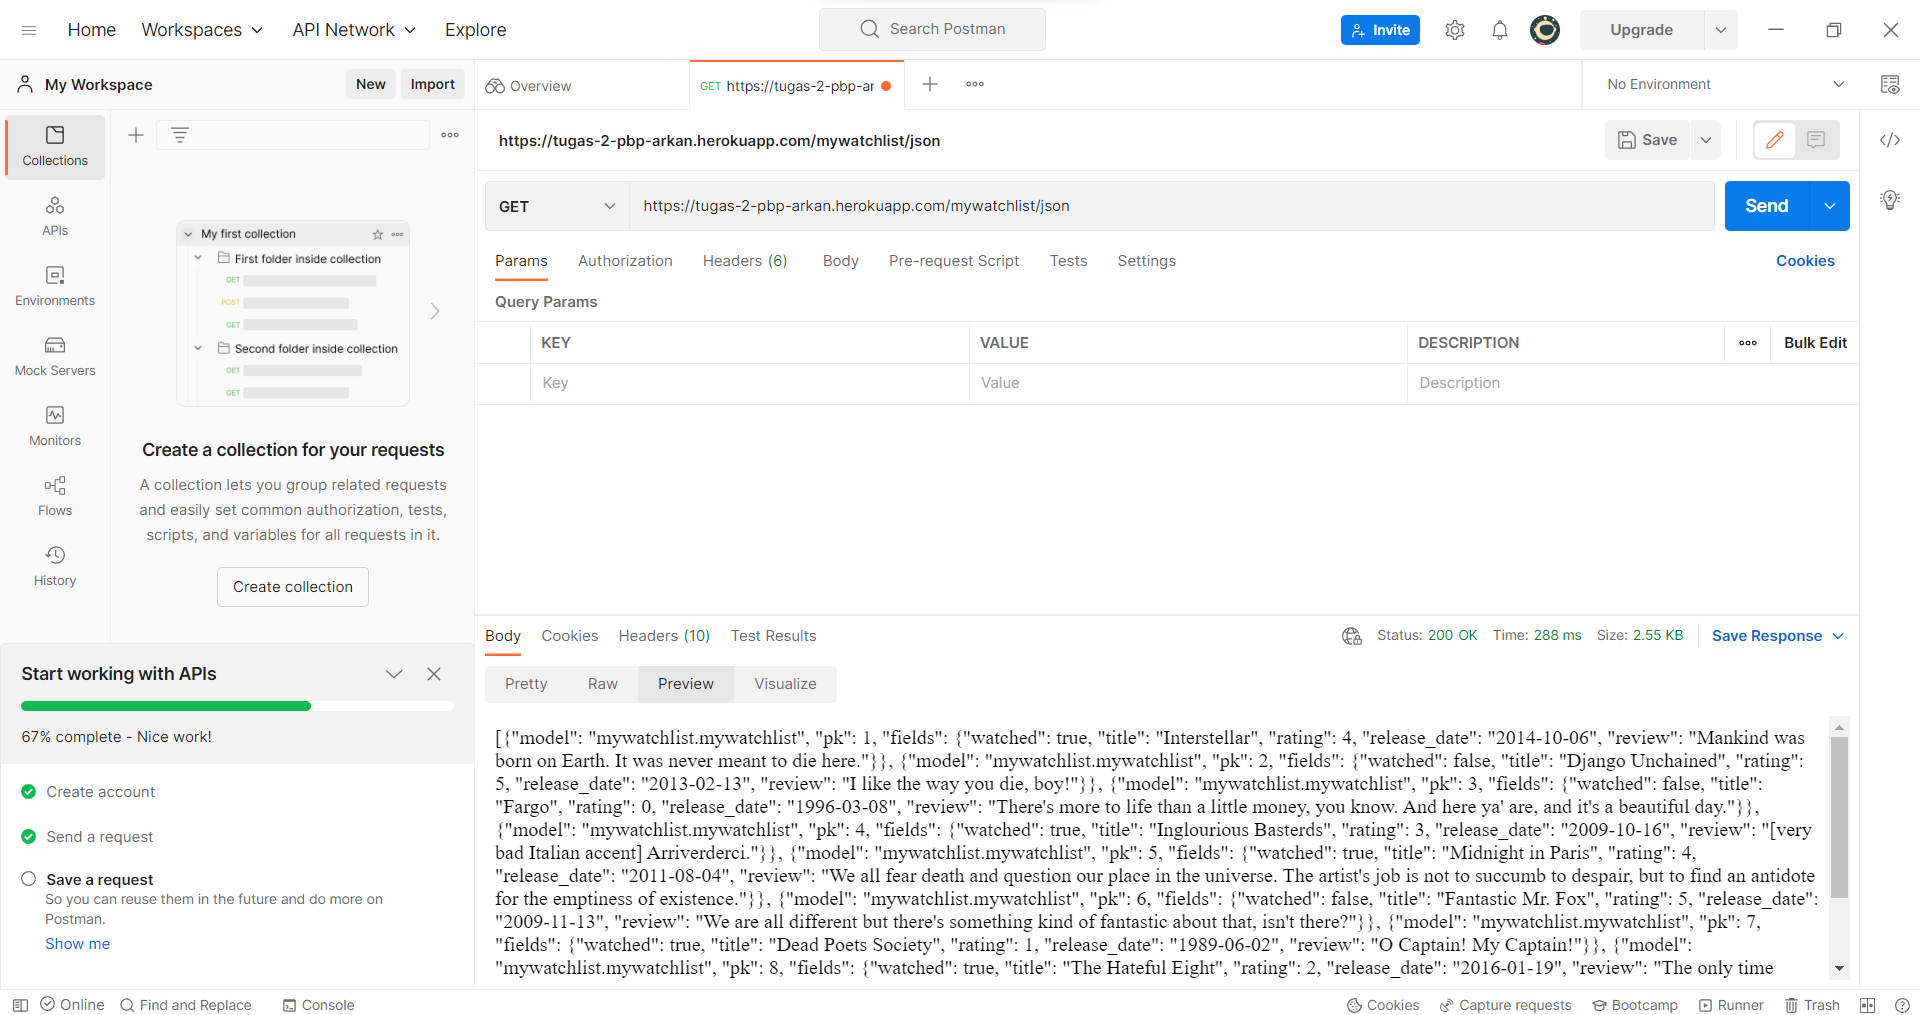 Home
Workspaces
API Network
Explore
Search Postman
Invite
Upgrade
My Workspace
New
Import
Overview
GET https://tugas-2-pbp-ar
No Environment
Collections
APIs
Environments
Mock Servers
Monitors
Flows
History
My first collection
First folder inside collection
GET
POST
GET
Second folder inside collection
GET
GET
Create a collection for your requests
A collection lets you group related requests
and easily set common authorization, tests,
scripts, and variables for all requests in it.
Create collection
Start working with APIs
67% complete - Nice work!
Create account
Send a request
Save a request
So you can reuse them in the future and do more on
Postman.
Show me
https://tugas-2-pbp-arkan.herokuapp.com/mywatchlist/json
Save
GET
https://tugas-2-pbp-arkan.herokuapp.com/mywatchlist/json
Send
Params
Authorization
Headers (6)
Body
Pre-request Script
Tests
Settings
Cookies
Query Params
KEY
VALUE
DESCRIPTION
Bulk Edit
Key
Value
Description
Body
Cookies
Headers (10)
Test Results
Status: 200 OK
Time: 288 ms
Size: 2.55 KB
Save Response
Pretty
Raw
Preview
Visualize
[{"model": "mywatchlist.mywatchlist", "pk": 1, "fields": {"watched": true, "title": "Interstellar", "rating": 4, "release_date": "2014-10-06", "review": "Mankind was
born on Earth. It was never meant to die here."}}, {"model": "mywatchlist.mywatchlist", "pk": 2, "fields": {"watched": false, "title": "Django Unchained", "rating":
5, "release_date": "2013-02-13", "review": "I like the way you die, boy!"}}, {"model": "mywatchlist.mywatchlist", "pk": 3, "fields": {"watched": false, "title":
"Fargo", "rating": 0, "release_date": "1996-03-08", "review": "There's more to life than a little money, you know. And here ya' are, and it's a beautiful day."}},
{"model": "mywatchlist.mywatchlist", "pk": 4, "fields": {"watched": true, "title": "Inglourious Basterds", "rating": 3, "release_date": "2009-10-16", "review": "[very
bad Italian accent] Arriverderci."}}, {"model": "mywatchlist.mywatchlist", "pk": 5, "fields": {"watched": true, "title": "Midnight in Paris", "rating": 4,
"release_date": "2011-08-04", "review": "We all fear death and question our place in the universe. The artist's job is not to succumb to despair, but to find an antidote
for the emptiness of existence."}}, {"model": "mywatchlist.mywatchlist", "pk": 6, "fields": {"watched": false, "title": "Fantastic Mr. Fox", "rating": 5, "release_date":
"2009-11-13", "review": "We are all different but there's something kind of fantastic about that, isn't there?"}}, {"model": "mywatchlist.mywatchlist", "pk": 7,
"fields": {"watched": true, "title": "Dead Poets Society", "rating": 1, "release_date": "1989-06-02", "review": "O Captain! My Captain!"}}, {"model":
"mywatchlist.mywatchlist", "pk": 8, "fields": {"watched": true, "title": "The Hateful Eight", "rating": 2, "release_date": "2016-01-19", "review": "The only time
Online
Find and Replace
Console
Cookies
Capture requests
Bootcamp
Runner
Trash